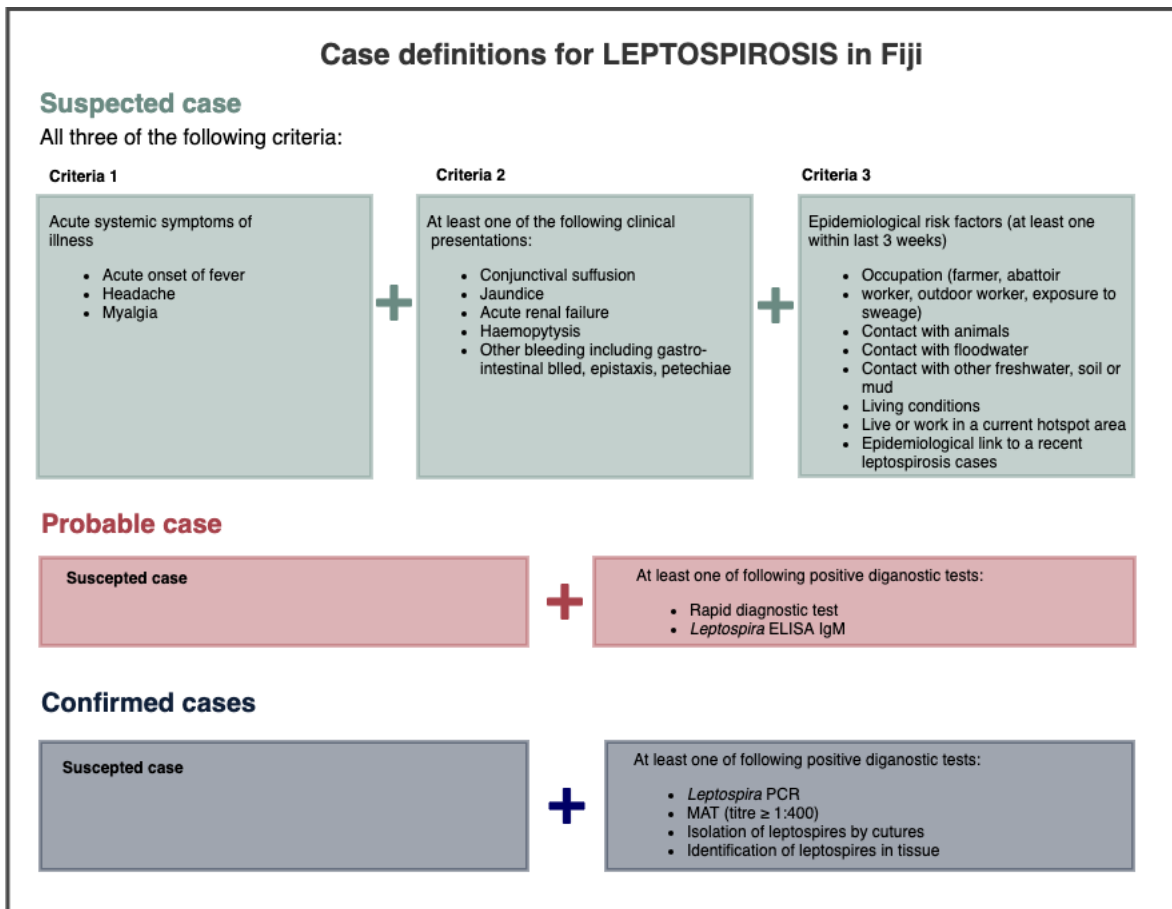 Case definitions for LEPTOSPIROSIS in Fiji
Suspected case
All three of the following criteria:
Criteria 1
Acute systemic symptoms of
illness
• Acute onset of fever
• Headache
• Myalgia
Criteria 2
At least one of the following clinical
presentations:
• Conjunctival suffusion
• Jaundice
• Acute renal failure
• Haemopytysis
• Other bleeding including gastro-
intestinal blled, epistaxis, petechiae
Criteria 3
Epidemiological risk factors (at least one
within last 3 weeks)
• Occupation (farmer, abattoir
• worker, outdoor worker, exposure to
sweage)
• Contact with animals
• Contact with floodwater
• Contact with other freshwater, soil or
mud
• Living conditions
• Live or work in a current hotspot area
• Epidemiological link to a recent
leptospirosis cases
Probable case
Suscepted case
At least one of following positive diganostic tests:
• Rapid diagnostic test
• Leptospira ELISA IgM
Confirmed cases
Suscepted case
At least one of following positive diganostic tests:
• Leptospira PCR
• MAT (titre ≥ 1:400)
• Isolation of leptospires by cutures
• Identification of leptospires in tissue